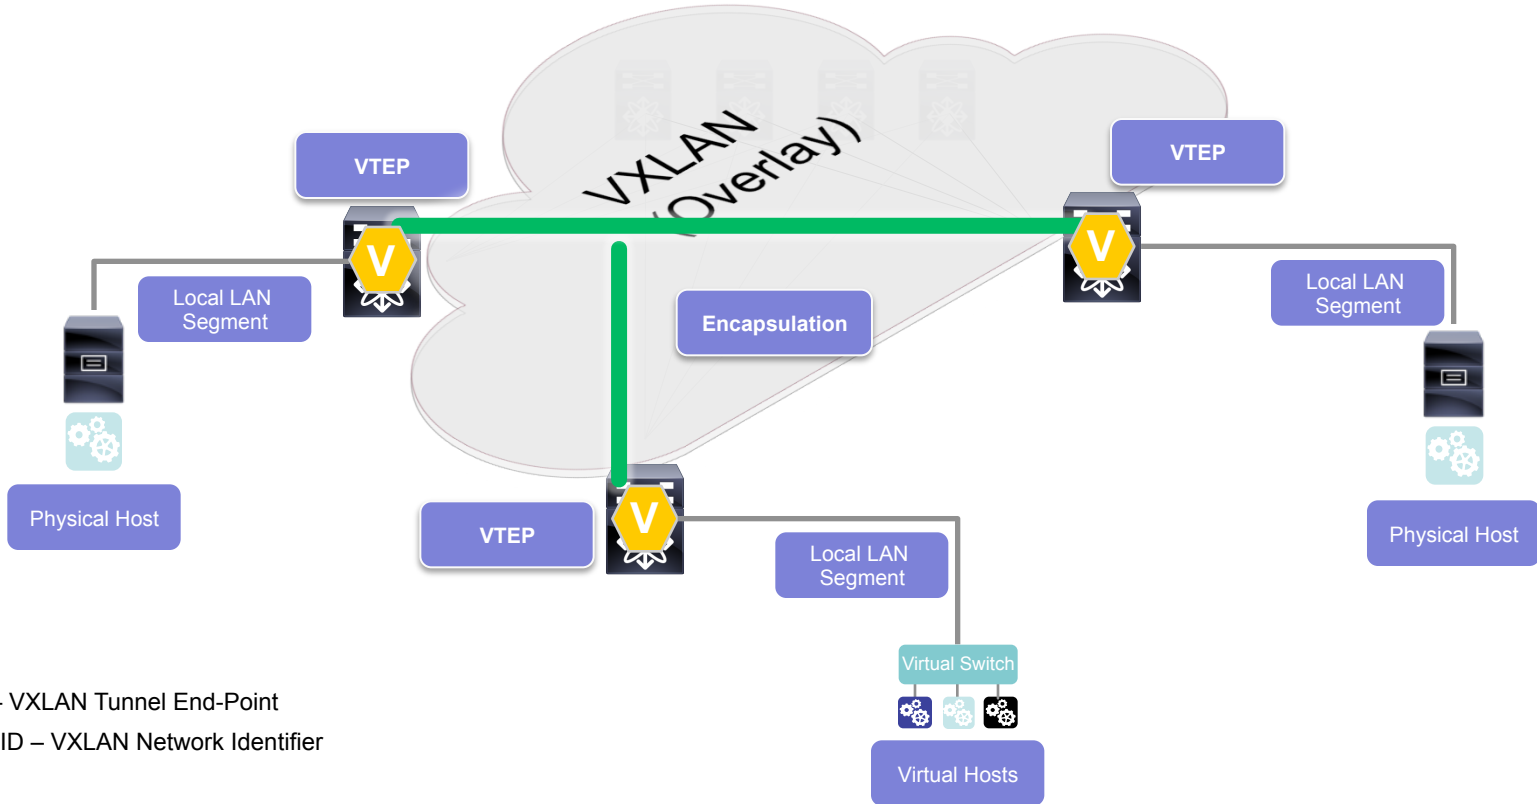 VXLAN
(Overlay)
VTEP
VTEP
V
V
Local LAN
Segment
Local LAN
Segment
Encapsulation
Physical Host
Physical Host
VTEP
V
Local LAN
Segment
Virtual Switch
Virtual Hosts
– VXLAN Tunnel End-Point
ID – VXLAN Network Identifier